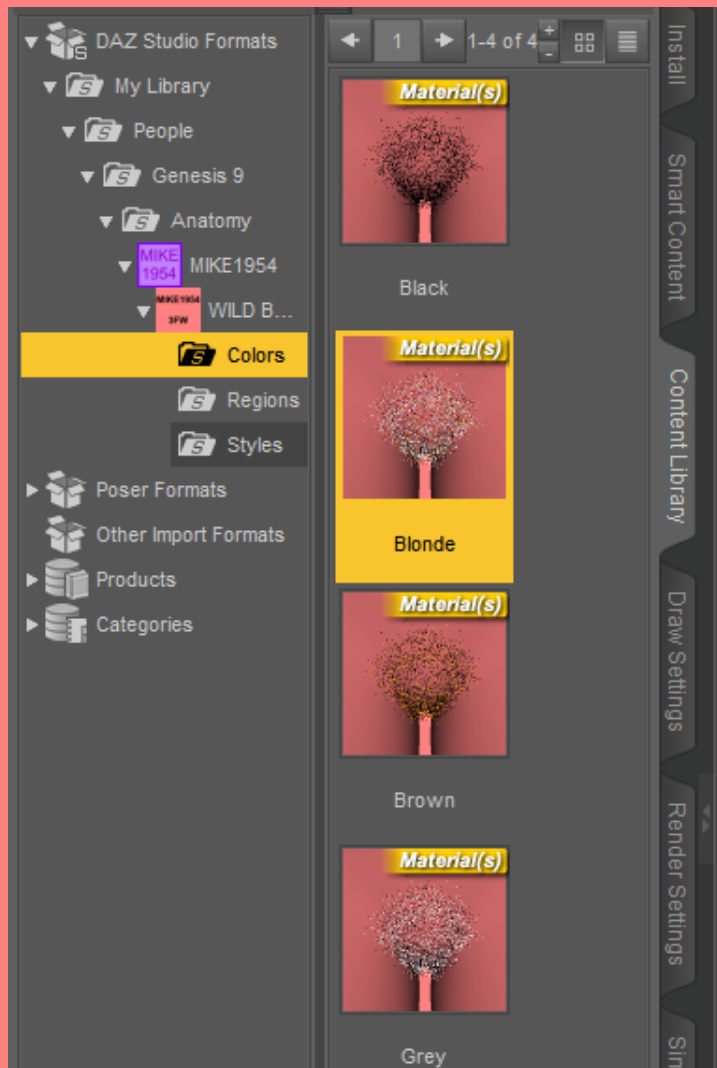 DAZ Studio Formats
My Library
People
Genesis 9
Anatomy
MIKE
1954
MIKE1954
MIKE1954
3FW
WILD B...
Colors
Regions
Styles
Poser Formats
Other Import Formats
Products
Categories
1
1-4 of 4
Material(s)
Black
Material(s)
Blonde
Material(s)
Brown
Material(s)
Grey
Install
Smart Content
Content Library
Draw Settings
Render Settings